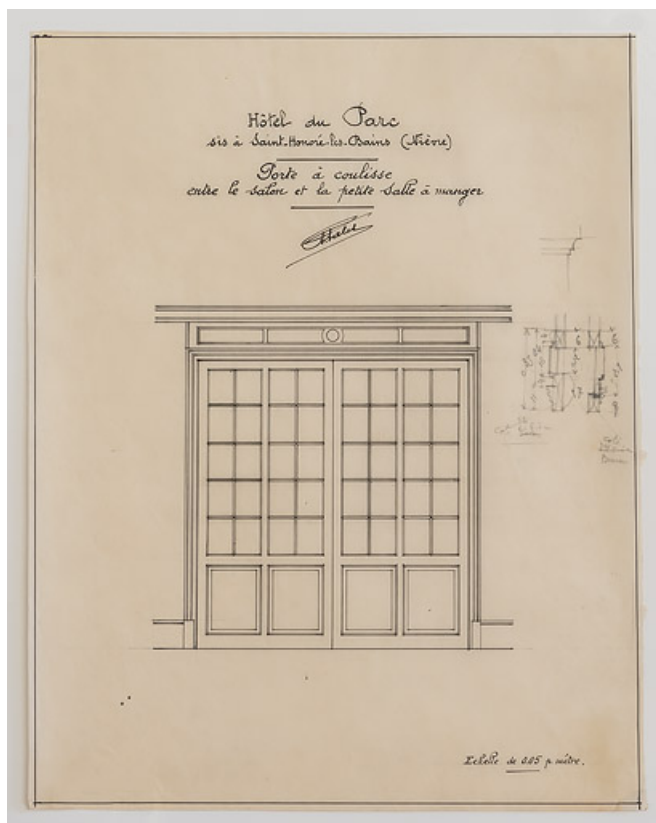 Hôtel du Parc
sis à Saint-Honoré-les-Bains (Nièvre)
Porte à coulisse
entre le salon et la petite salle à manger
Echelle de 0.05 p. mètre.